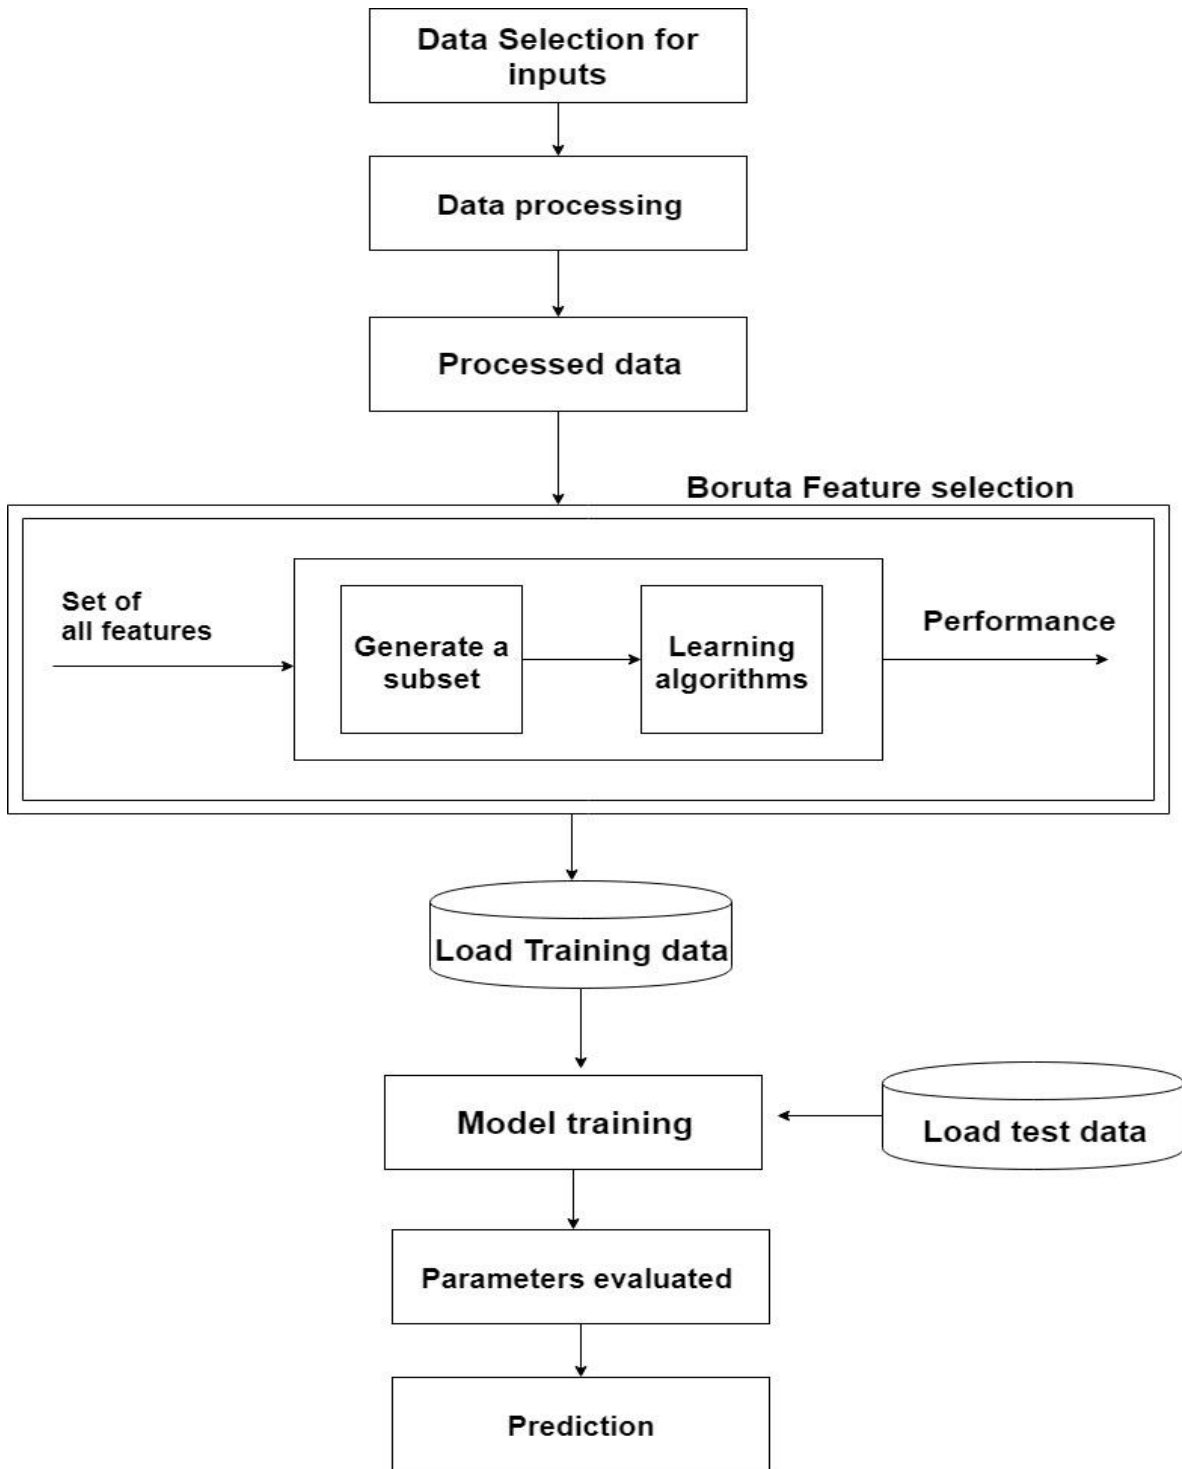 Data Selection for
inputs
Data processing
Processed data
Boruta Feature selection
Set of
all features
Generate a
subset
Learning
algorithms
Performance
Load Training data
Model training
Load test data
Parameters evaluated
Prediction